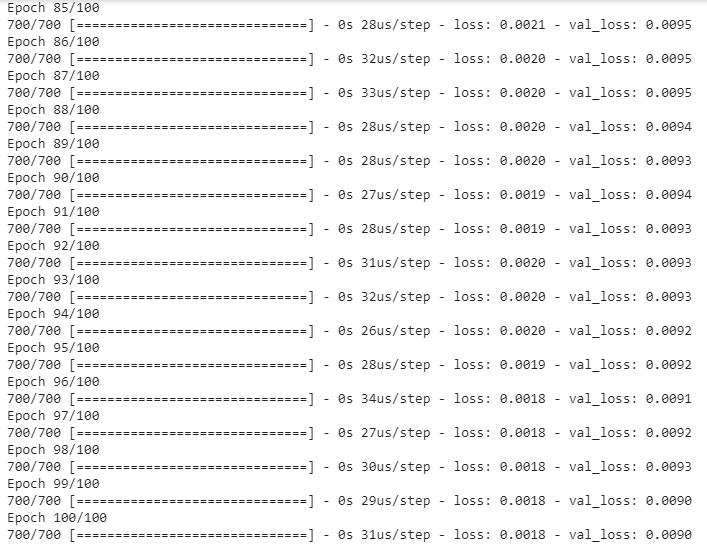 Epoch 85/100
700/700 [==============================] - 0s 28us/step - loss: 0.0021 - val_loss: 0.0095
Epoch 86/100
700/700 [==============================] - 0s 32us/step - loss: 0.0020 - val_loss: 0.0095
Epoch 87/100
700/700 [==============================] - 0s 33us/step - loss: 0.0020 - val_loss: 0.0095
Epoch 88/100
700/700 [==============================] - 0s 28us/step - loss: 0.0020 - val_loss: 0.0094
Epoch 89/100
700/700 [==============================] - 0s 28us/step - loss: 0.0020 - val_loss: 0.0093
Epoch 90/100
700/700 [==============================] - 0s 27us/step - loss: 0.0019 - val_loss: 0.0094
Epoch 91/100
700/700 [==============================] - 0s 28us/step - loss: 0.0019 - val_loss: 0.0093
Epoch 92/100
700/700 [==============================] - 0s 31us/step - loss: 0.0020 - val_loss: 0.0093
Epoch 93/100
700/700 [==============================] - 0s 32us/step - loss: 0.0020 - val_loss: 0.0093
Epoch 94/100
700/700 [==============================] - 0s 26us/step - loss: 0.0020 - val_loss: 0.0092
Epoch 95/100
700/700 [==============================] - 0s 28us/step - loss: 0.0019 - val_loss: 0.0092
Epoch 96/100
700/700 [==============================] - 0s 34us/step - loss: 0.0018 - val_loss: 0.0091
Epoch 97/100
700/700 [==============================] - 0s 27us/step - loss: 0.0018 - val_loss: 0.0092
Epoch 98/100
700/700 [==============================] - 0s 30us/step - loss: 0.0018 - val_loss: 0.0093
Epoch 99/100
700/700 [==============================] - 0s 29us/step - loss: 0.0018 - val_loss: 0.0090
Epoch 100/100
700/700 [==============================] - 0s 31us/step - loss: 0.0018 - val_loss: 0.0090